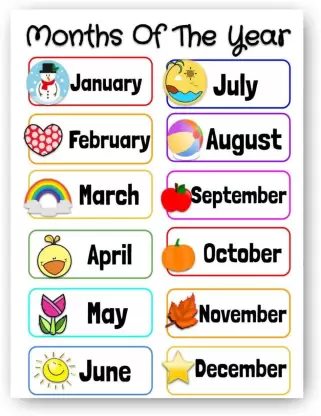 Months Of The Year
January
February
March
April
May
June
July
August
September
October
November
December